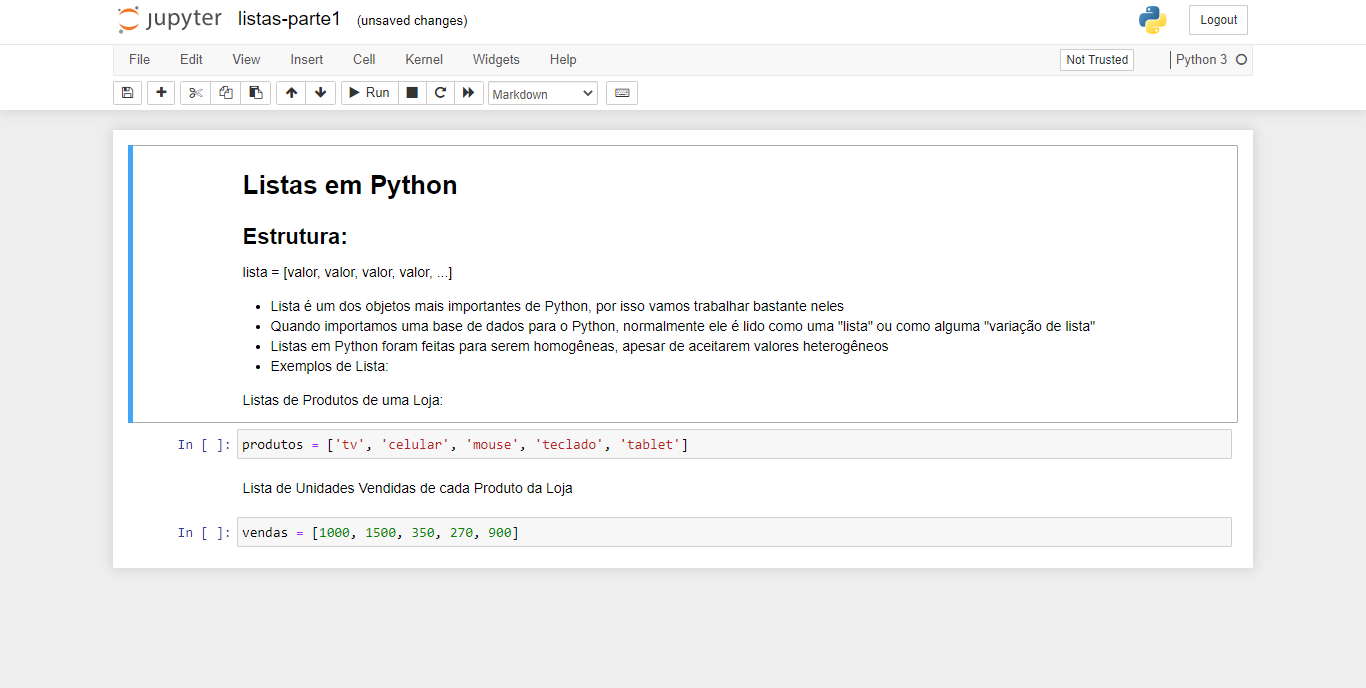 jupyter listas-parte1 (unsaved changes) Logout
File Edit View Insert Cell Kernel Widgets Help Not Trusted Python 3
Run Markdown
Listas em Python
Estrutura:
lista = [valor, valor, valor, valor, ...]
• Lista é um dos objetos mais importantes de Python, por isso vamos trabalhar bastante neles
• Quando importamos uma base de dados para o Python, normalmente ele é lido como uma "lista" ou como alguma "variação de lista"
• Listas em Python foram feitas para serem homogêneas, apesar de aceitarem valores heterogêneos
• Exemplos de Lista:
Listas de Produtos de uma Loja:
In [ ]: produtos = ['tv', 'celular', 'mouse', 'teclado', 'tablet']
Lista de Unidades Vendidas de cada Produto da Loja
In [ ]: vendas = [1000, 1500, 350, 270, 900]